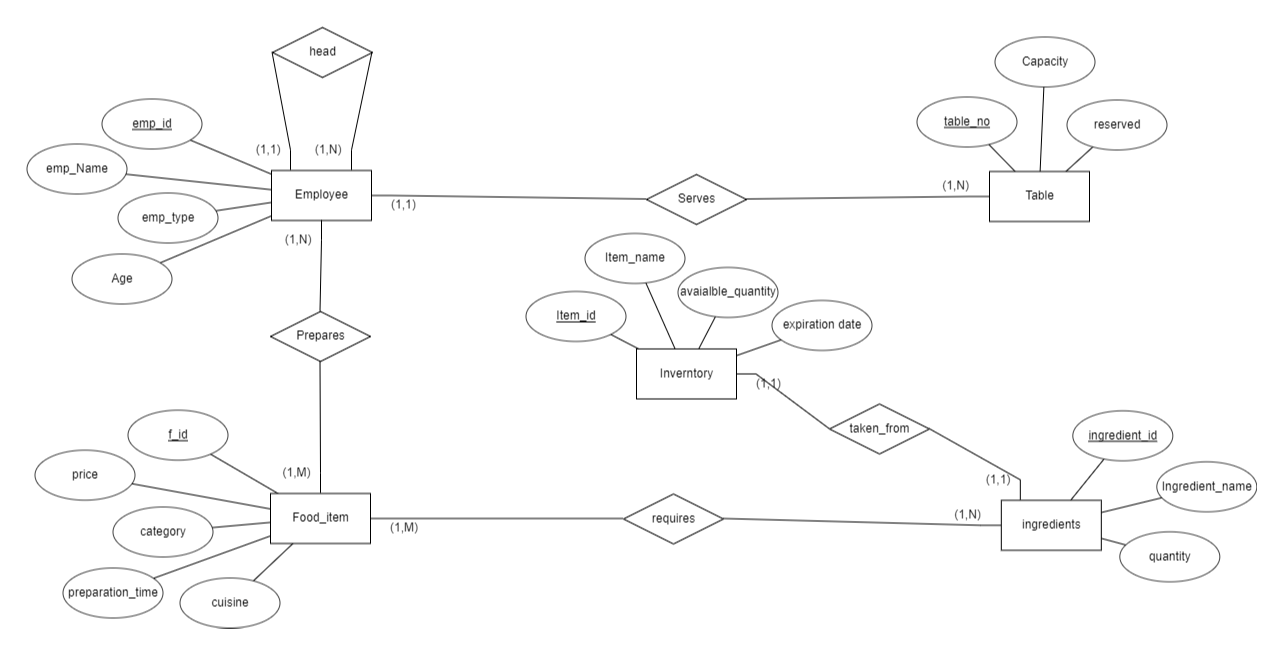 head
Capacity
emp_id
table_no
reserved
(1,1)
(1,N)
emp_Name
Employee
(1,1)
Serves
(1,N)
Table
emp_type
(1,N)
Age
Item_name
avaialble_quantity
Item_id
expiration date
Prepares
Inverntory
(1,1)
taken_from
f_id
ingredient_id
price
(1,M)
(1,1)
Ingredient_name
Food_item
(1,M)
requires
(1,N)
ingredients
category
quantity
preparation_time
cuisine